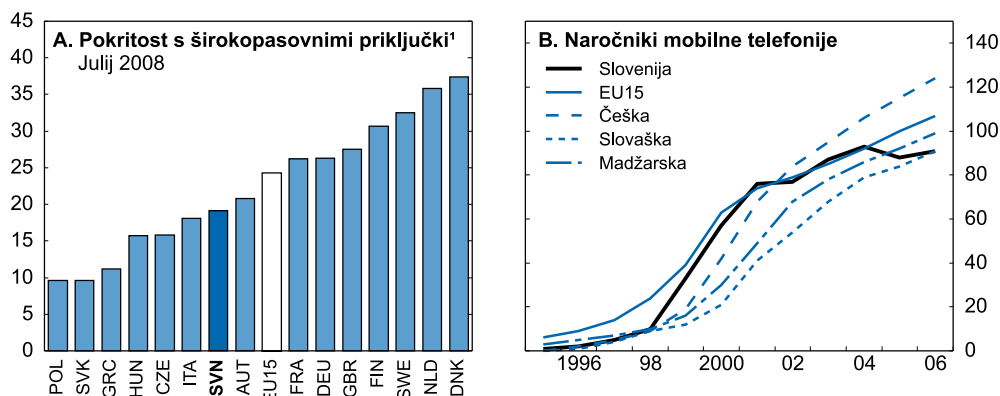 A. Pokritost s širokopasovnimi priključki¹
Julij 2008
45
40
35
30
25
20
15
10
5
0
POL
SVK
GRC
HUN
CZE
ITA
SVN
AUT
EU15
FRA
DEU
GBR
FIN
SWE
NLD
DNK
B. Naročniki mobilne telefonije
Slovenija
EU15
Češka
Slovaška
Madžarska
140
120
100
80
60
40
20
0
1996
98
2000
02
04
06